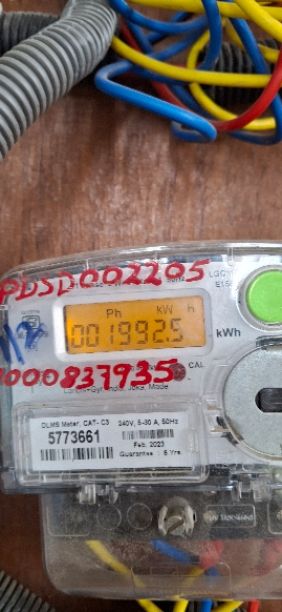 PDSD002205
Ph kW h
001992.5
kWh
0000837935
CAL
DLMS Meter, CAT- C3
240V, 5-30 A, 50Hz
5773661
Feb. 2023
Guarantee : 5 Yrs.